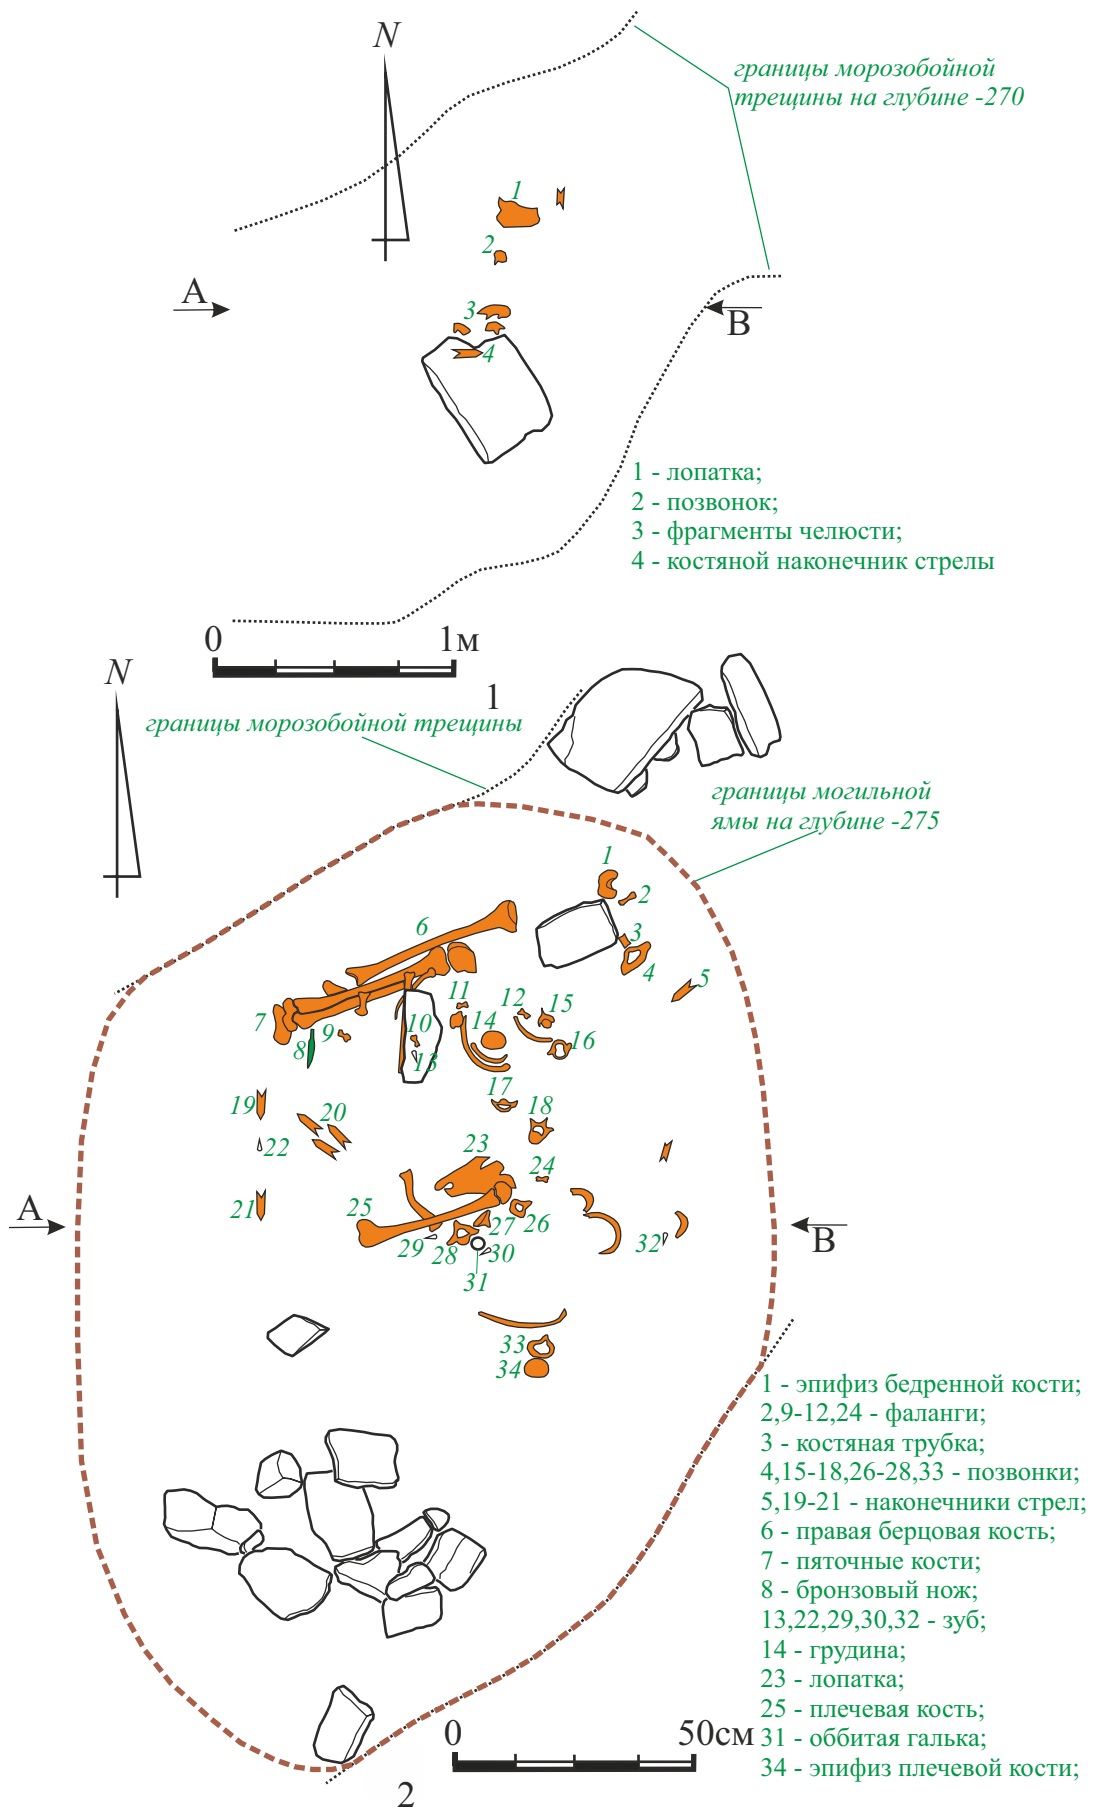 N
границы морозобойной
трещины на глубине -270
1
2
A
3
B
4
1 - лопатка;
2 - позвонок;
3 - фрагменты челюсти;
4 - костяной наконечник стрелы
0 1м
1
N
границы морозобойной трещины
границы могильной
ямы на глубине -275
1
2
6
3
4
5
7
8
9
10
11
12
15
14
13
16
17
18
19
20
22
23
24
21
25
A
B
26
27
28
29
30
31
32
33
34
1 - эпифиз бедренной кости;
2,9-12,24 - фаланги;
3 - костяная трубка;
4,15-18,26-28,33 - позвонки;
5,19-21 - наконечники стрел;
6 - правая берцовая кость;
7 - пяточные кости;
8 - бронзовый нож;
13,22,29,30,32 - зуб;
14 - грудина;
23 - лопатка;
25 - плечевая кость;
31 - оббитая галька;
34 - эпифиз плечевой кости;
0 50см
2